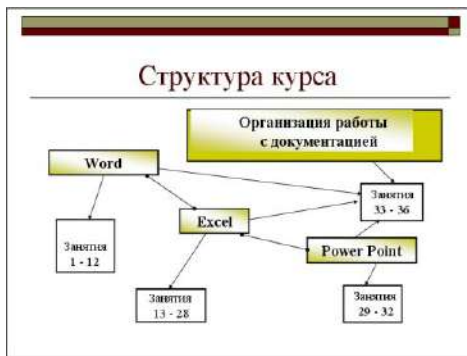 Структура курса
Организация работы
с документацией
Word
Занятия
33 - 36
Excel
Занятия
1 - 12
Power Point
Занятия
13 - 28
Занятия
29 - 32